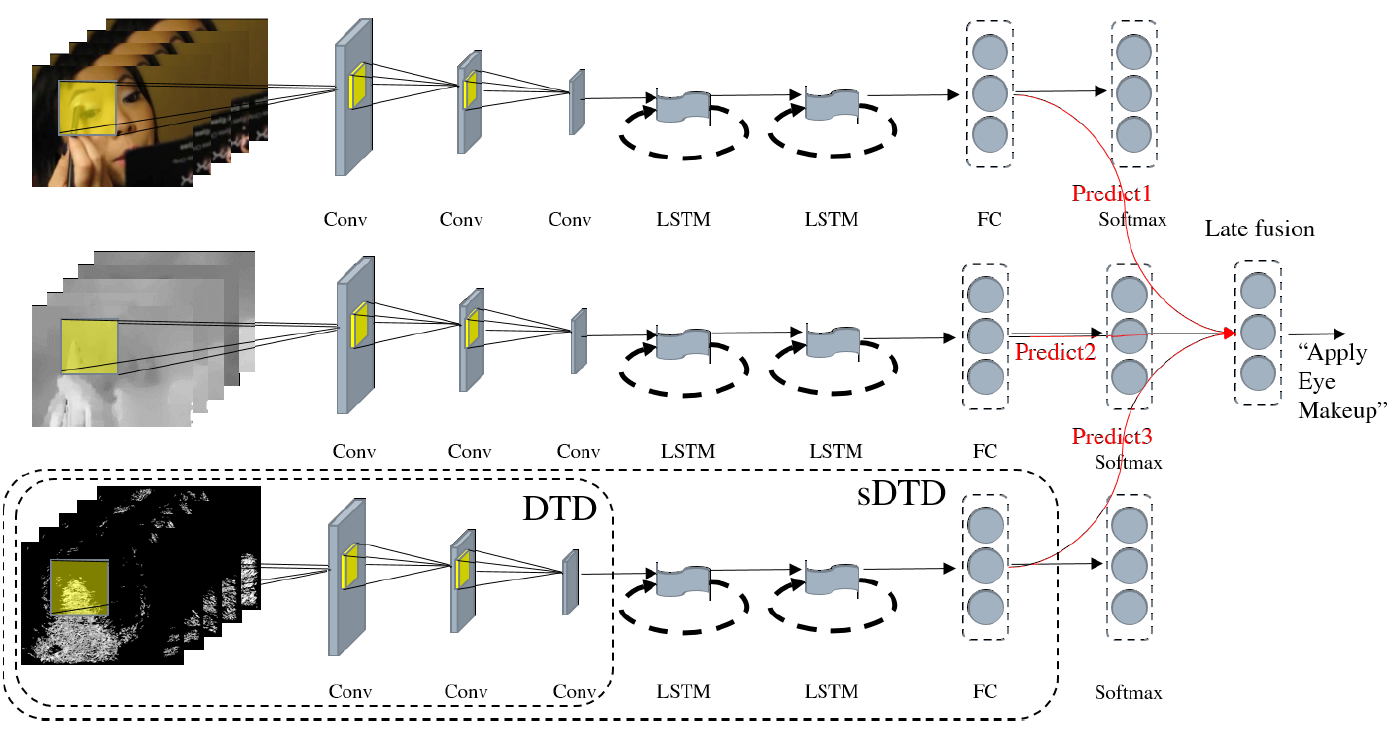 Predict1
Conv
Conv
Conv
LSTM
LSTM
FC
Softmax
Late fusion
Predict2
“Apply
Eye
Makeup”
Predict3
Conv
Conv
Conv
LSTM
LSTM
FC
Softmax
DTD
sDTD
Conv
Conv
Conv
LSTM
LSTM
FC
Softmax